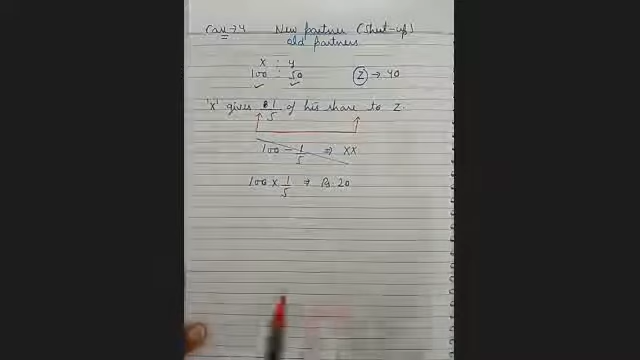 Case → 4 New partner (Shut-up)
old partners
X : Y
100 : 50 Z → 40
'X' gives 1/5 of his share to Z.
100 - 1/5 ⇒ XX
100 × 1/5 ⇒ Rs. 20